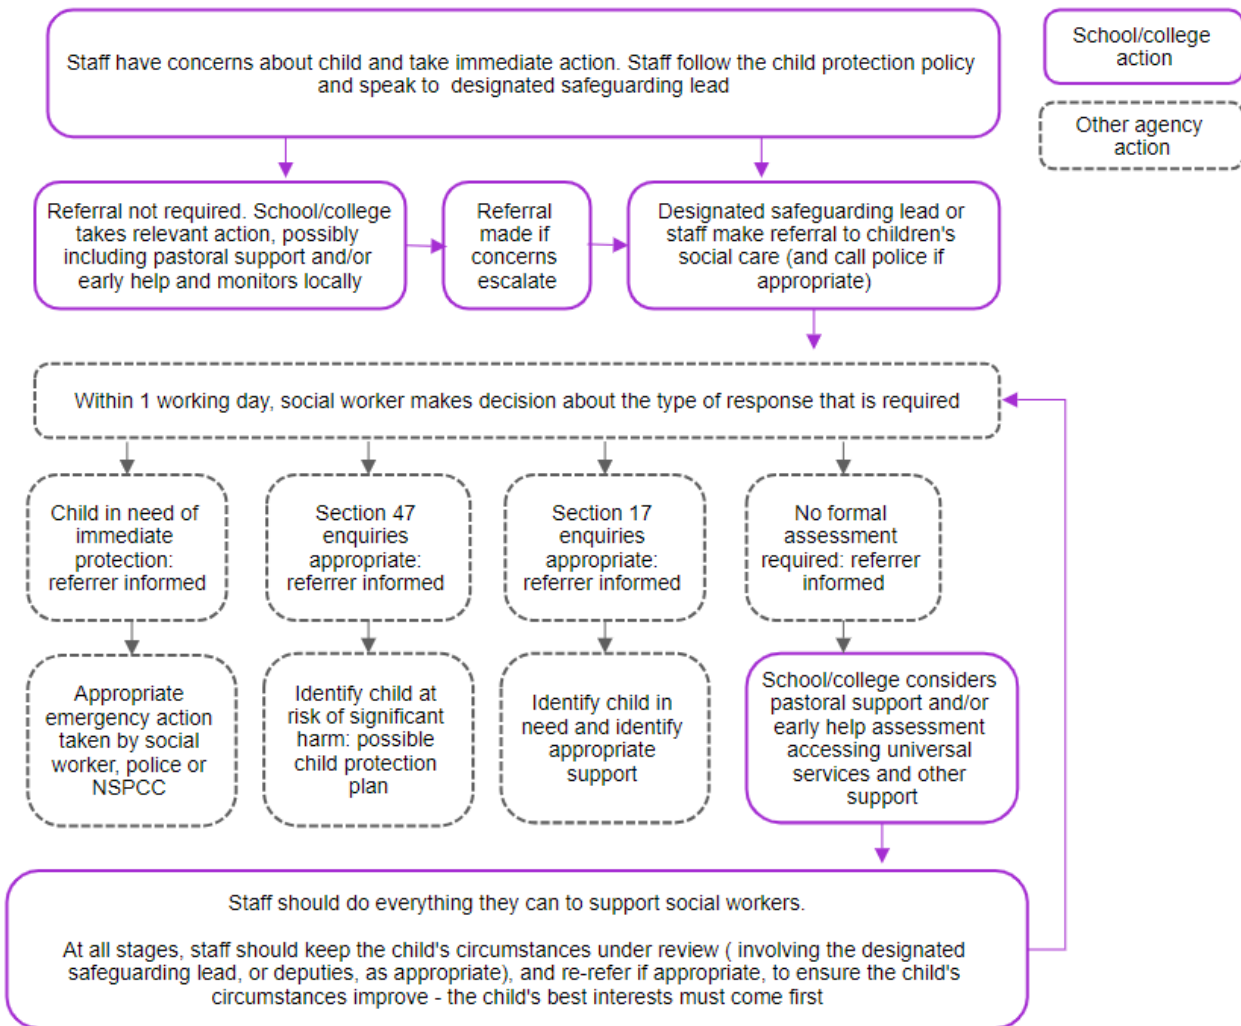 Staff have concerns about child and take immediate action. Staff follow the child protection policy
and speak to designated safeguarding lead
School/college
action
Other agency
action
Referral not required. School/college
takes relevant action, possibly
including pastoral support and/or
early help and monitors locally
Referral
made if
concerns
escalate
Designated safeguarding lead or
staff make referral to children's
social care (and call police if
appropriate)
Within 1 working day, social worker makes decision about the type of response that is required
Child in need of
immediate
protection:
referrer informed
Section 47
enquiries
appropriate:
referrer informed
Section 17
enquiries
appropriate:
referrer informed
No formal
assessment
required: referrer
informed
Appropriate
emergency action
taken by social
worker, police or
NSPCC
Identify child at
risk of significant
harm: possible
child protection
plan
Identify child in
need and identify
appropriate
support
School/college considers
pastoral support and/or
early help assessment
accessing universal
services and other
support
Staff should do everything they can to support social workers.
At all stages, staff should keep the child's circumstances under review ( involving the designated
safeguarding lead, or deputies, as appropriate), and re-refer if appropriate, to ensure the child's
circumstances improve - the child's best interests must come first